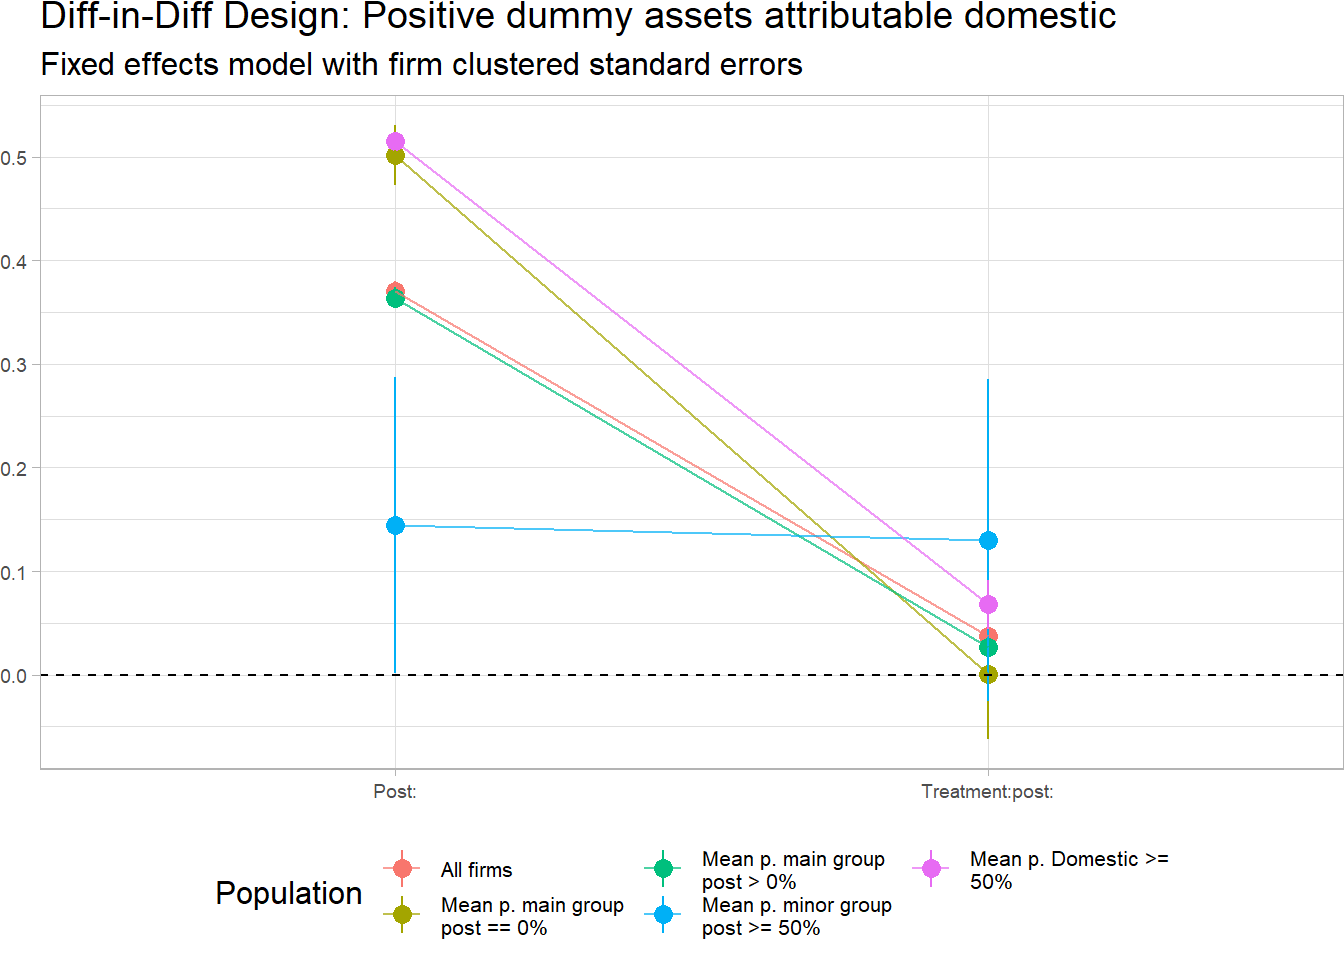 Diff-in-Diff Design: Positive dummy assets attributable domestic
Fixed effects model with firm clustered standard errors
0.5
0.4
0.3
0.2
0.1
0.0
Post:
Treatment:post:
Population
All firms
Mean p. main group
post == 0%
Mean p. main group
post > 0%
Mean p. minor group
post >= 50%
Mean p. Domestic >=
50%